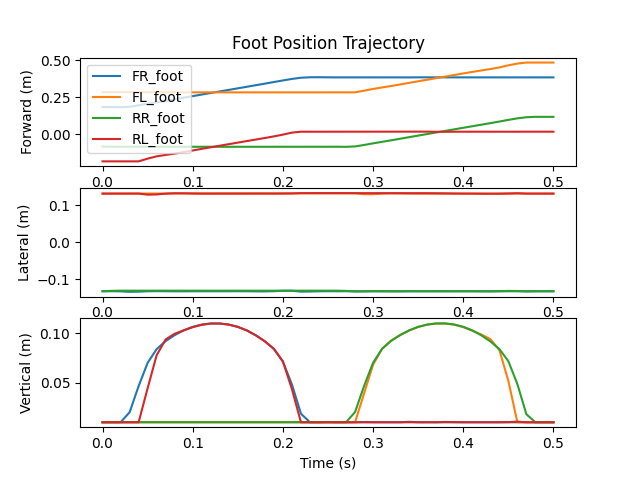 Foot Position Trajectory
Forward (m)
0.50
0.25
0.00
FR_foot
FL_foot
RR_foot
RL_foot
0.0 0.1 0.2 0.3 0.4 0.5
Lateral (m)
0.1
0.0
−0.1
0.0 0.1 0.2 0.3 0.4 0.5
Vertical (m)
0.10
0.05
0.0 0.1 0.2 0.3 0.4 0.5
Time (s)